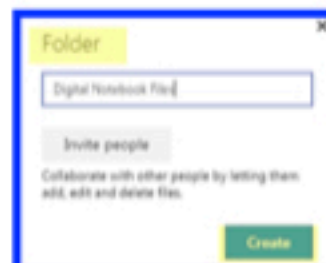 Folder
Digital Notebook Files
Invite people
Collaborate with other people by letting them
add, edit and delete files.
Create